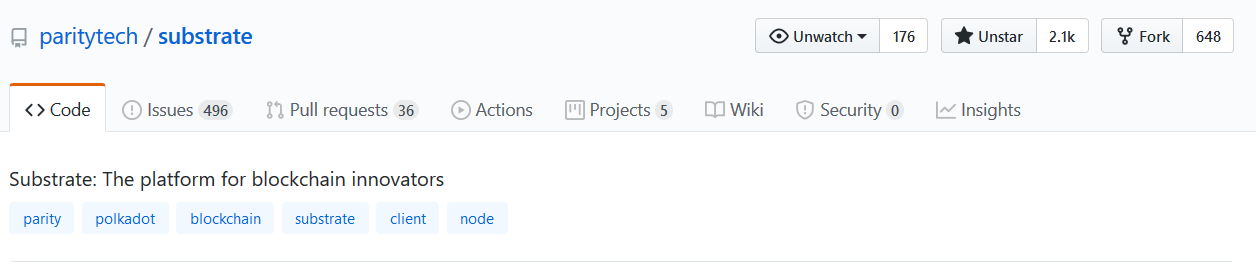 paritytech / substrate Unwatch 176 Unstar 2.1k Fork 648
Code Issues 496 Pull requests 36 Actions Projects 5 Wiki Security 0 Insights
Substrate: The platform for blockchain innovators
parity polkadot blockchain substrate client node